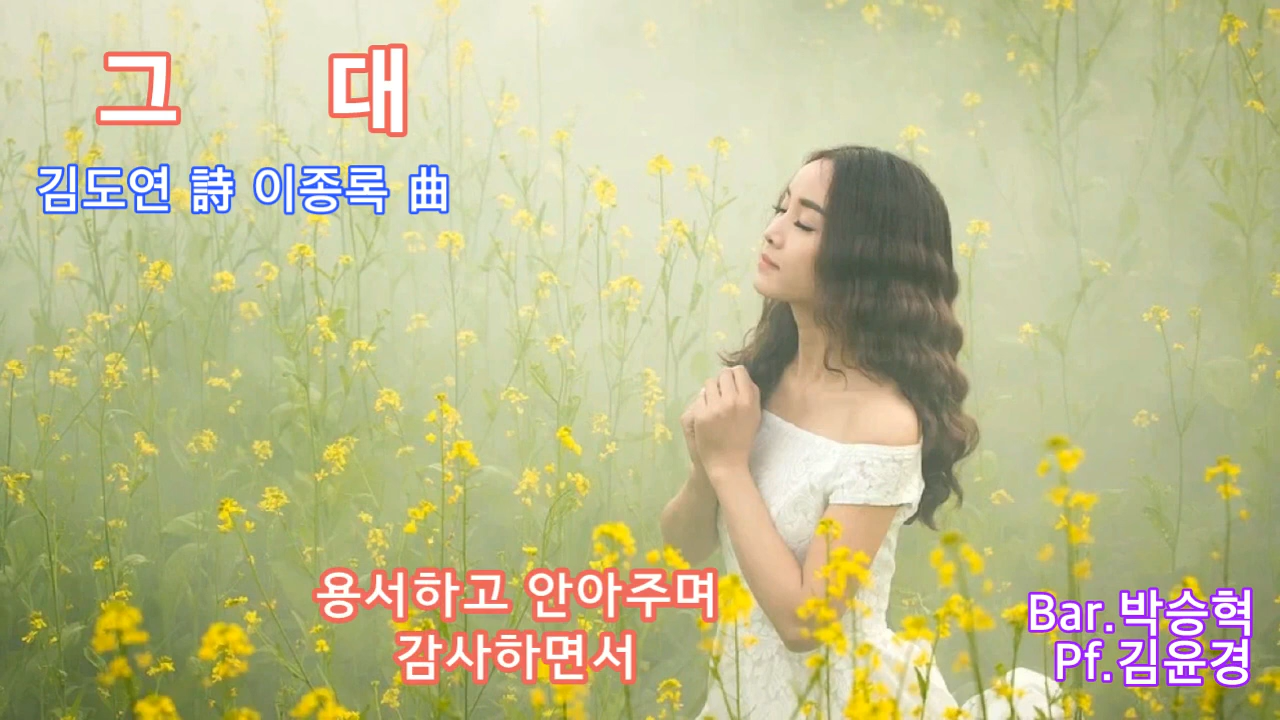 그 대
김도연 詩 이종록 曲
용서하고 안아주며
감사하면서
Bar.박승혁
Pf.김윤경